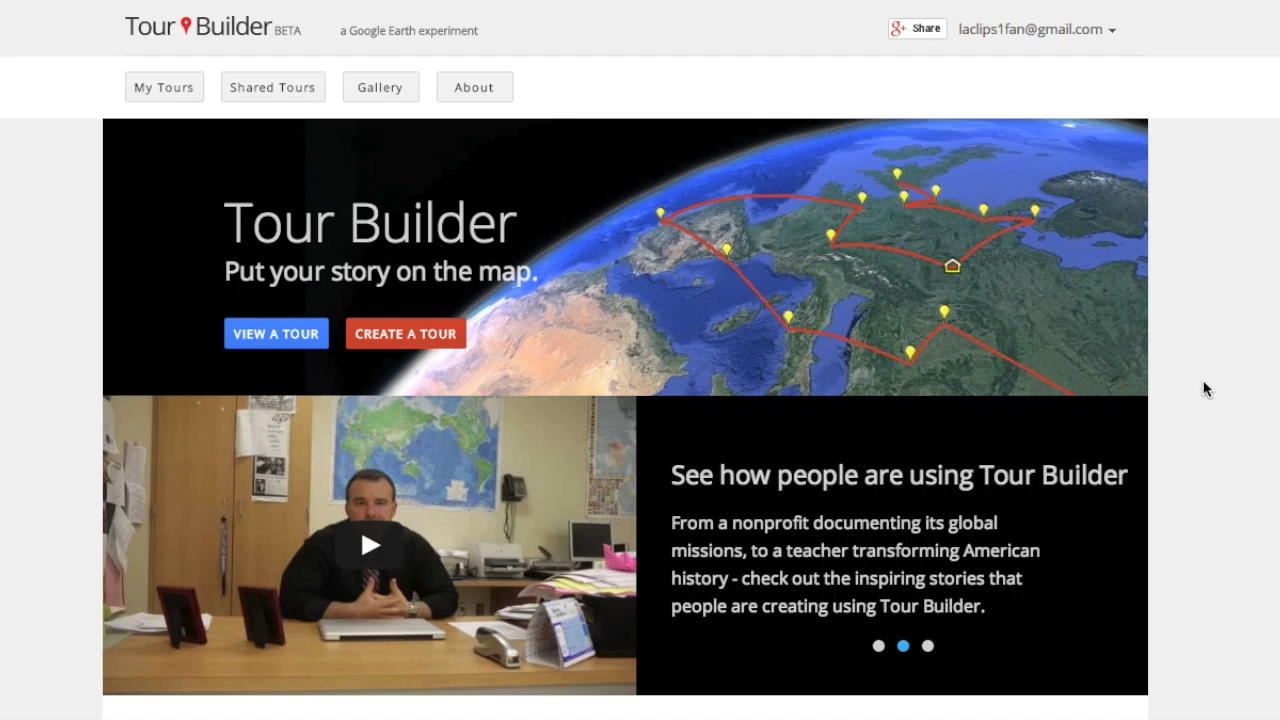 Tour Builder BETA
a Google Earth experiment
g+ Share
laclips1fan@gmail.com
My Tours
Shared Tours
Gallery
About
Tour Builder
Put your story on the map.
VIEW A TOUR
CREATE A TOUR
See how people are using Tour Builder
From a nonprofit documenting its global
missions, to a teacher transforming American
history - check out the inspiring stories that
people are creating using Tour Builder.